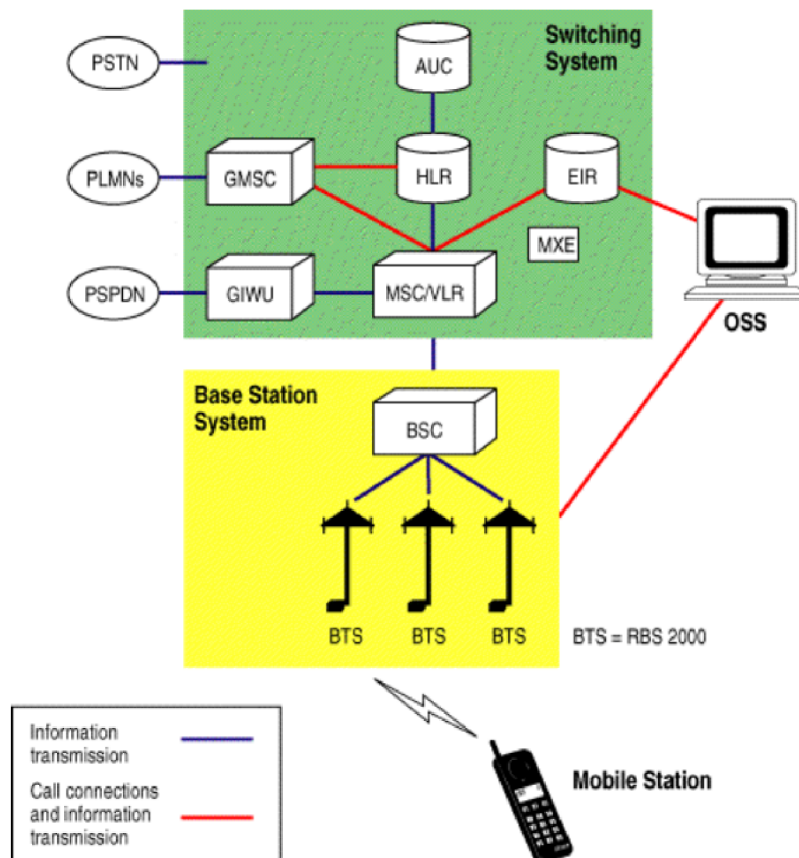 Switching
System
PSTN
AUC
PLMNs
GMSC
HLR
EIR
MXE
PSPDN
GIWU
MSC/VLR
OSS
Base Station
System
BSC
BTS
BTS
BTS
BTS = RBS 2000
Information
transmission
Call connections
and information
transmission
Mobile Station